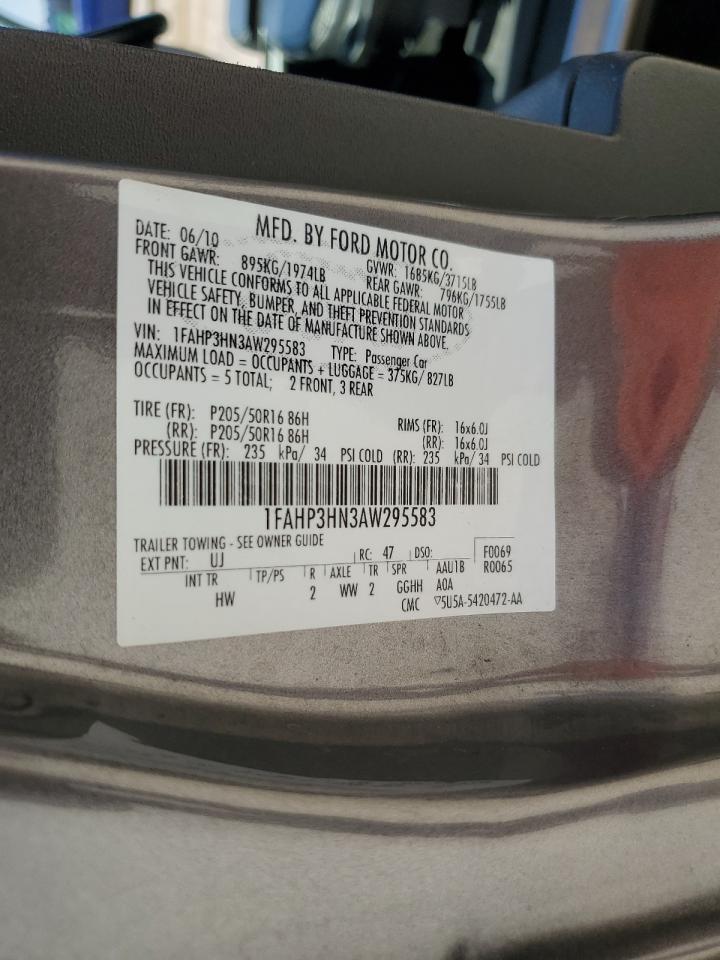 MFD. BY FORD MOTOR CO.
DATE: 06/10 GVWR: 1685KG/3715LB
FRONT GAWR: 895KG/1974LB REAR GAWR: 796KG/1755LB
THIS VEHICLE CONFORMS TO ALL APPLICABLE FEDERAL MOTOR
VEHICLE SAFETY, BUMPER, AND THEFT PREVENTION STANDARDS
IN EFFECT ON THE DATE OF MANUFACTURE SHOWN ABOVE.
VIN: 1FAHP3HN3AW295583 TYPE: Passenger Car
MAXIMUM LOAD = OCCUPANTS + LUGGAGE = 375KG/ 827LB
OCCUPANTS = 5 TOTAL; 2 FRONT, 3 REAR
TIRE (FR): P205/50R16 86H RIMS (FR): 16x6.0J
(RR): P205/50R16 86H (RR): 16x6.0J
PRESSURE (FR): 235 kPa/ 34 PSI COLD (RR): 235 kPa/ 34 PSI COLD
1FAHP3HN3AW295583
TRAILER TOWING - SEE OWNER GUIDE
EXT PNT: UJ RC: 47 DSO: F0069
R0065
INT TR TP/PS R AXLE TR SPR AAU1B
HW 2 WW 2 GGHH A0A
CMC ▽5U5A-5420472-AA